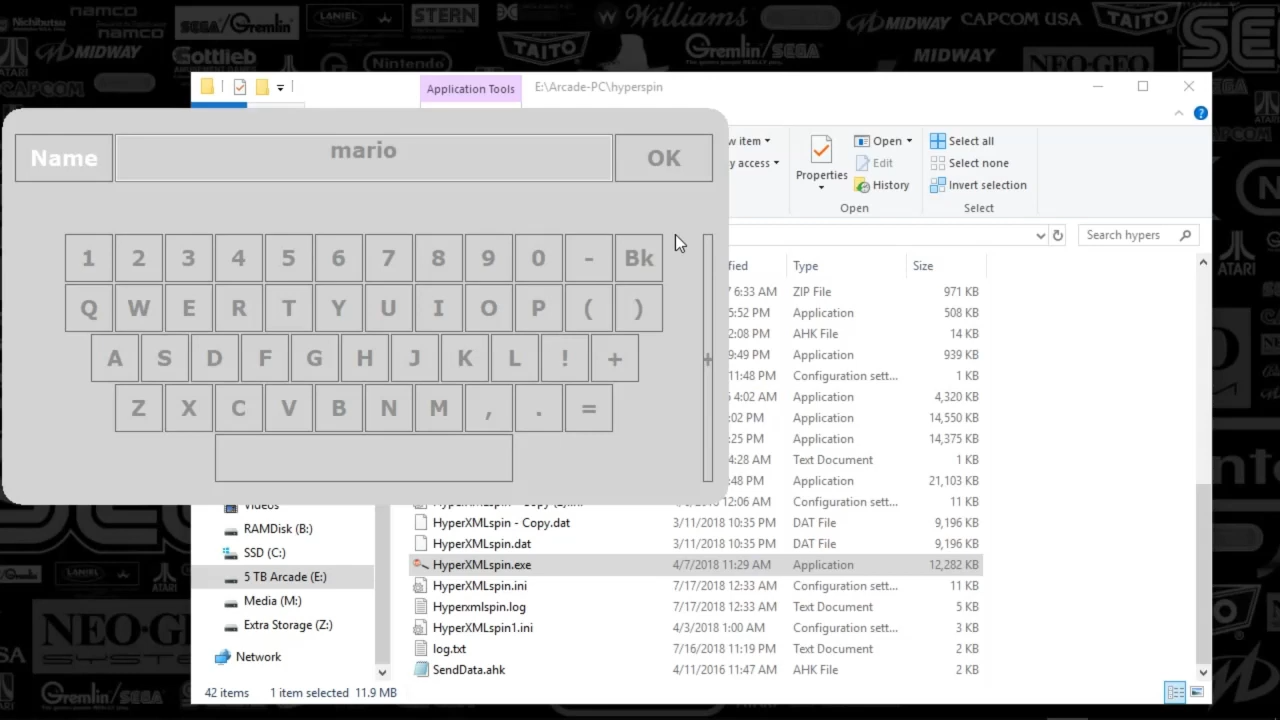 Nichibutsu
namco
namco
SEGA/Gremlin
LANIEL
STERN
Williams
MIDWAY
CAPCOM USA
TAITO
TAITO
Gremlin/SEGA
MIDWAY
NEO-GEO
ATARI
MIDWAY
Gottlieb
Nintendo
CAPCOM
Application Tools
E:\Arcade-PC\hyperspin
Name
mario
OK
w item
y access
Properties
Open
Edit
History
Open
Select all
Select none
Invert selection
Select
Search hypers
1 2 3 4 5 6 7 8 9 0 - Bk
Q W E R T Y U I O P ( )
A S D F G H J K L ! +
Z X C V B N M , . =
+
fied Type Size
7 6:33 AM ZIP File 971 KB
5:52 PM Application 508 KB
2:08 PM AHK File 14 KB
9:49 PM Application 939 KB
11:48 PM Configuration sett... 1 KB
6 4:02 AM Application 4,320 KB
:02 PM Application 14,550 KB
:25 PM Application 14,375 KB
4:28 AM Text Document 1 KB
:48 PM Application 21,103 KB
12:06 AM Configuration sett... 11 KB
HyperXMLspin - Copy.dat 3/11/2018 10:35 PM DAT File 9,196 KB
HyperXMLspin.dat 3/11/2018 10:35 PM DAT File 9,196 KB
HyperXMLspin.exe 4/7/2018 11:29 AM Application 12,282 KB
HyperXMLspin.ini 7/17/2018 12:33 AM Configuration sett... 11 KB
Hyperxmlspin.log 7/17/2018 12:33 AM Text Document 5 KB
HyperXMLspin1.ini 4/3/2018 1:00 AM Configuration sett... 3 KB
log.txt 7/16/2018 11:19 PM Text Document 2 KB
SendData.ahk 4/11/2016 11:47 AM AHK File 2 KB
Videos
RAMDisk (B:)
SSD (C:)
5 TB Arcade (E:)
Media (M:)
Extra Storage (Z:)
Network
42 items 1 item selected 11.9 MB
ATARI
LANIEL
NEO-G
SYSTEM
Gremlin/SEGA